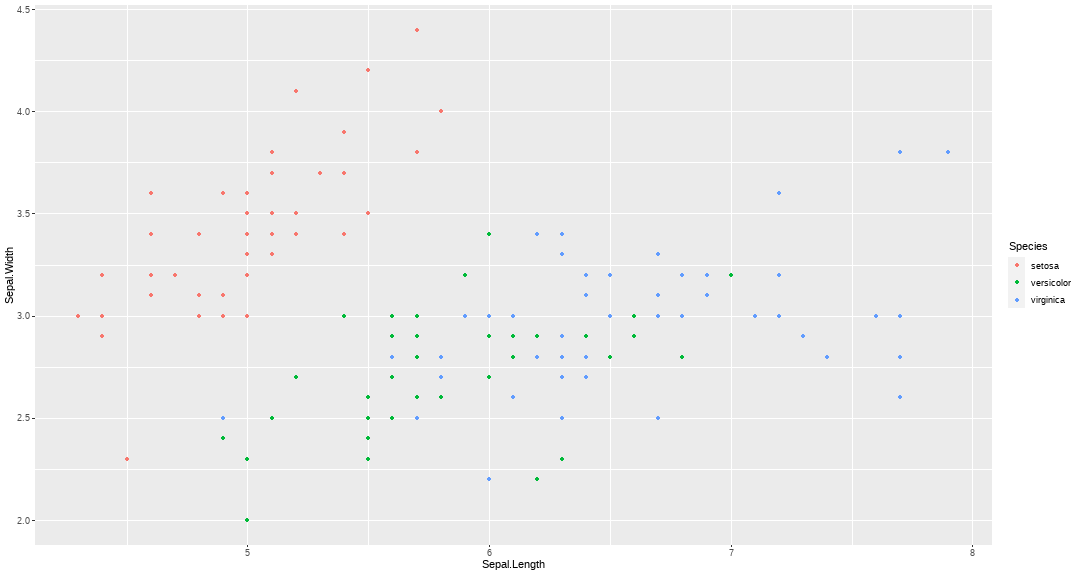 4.5
4.0
3.5
3.0
2.5
2.0
Sepal.Width
5 6 7 8
Sepal.Length
Species
setosa
versicolor
virginica